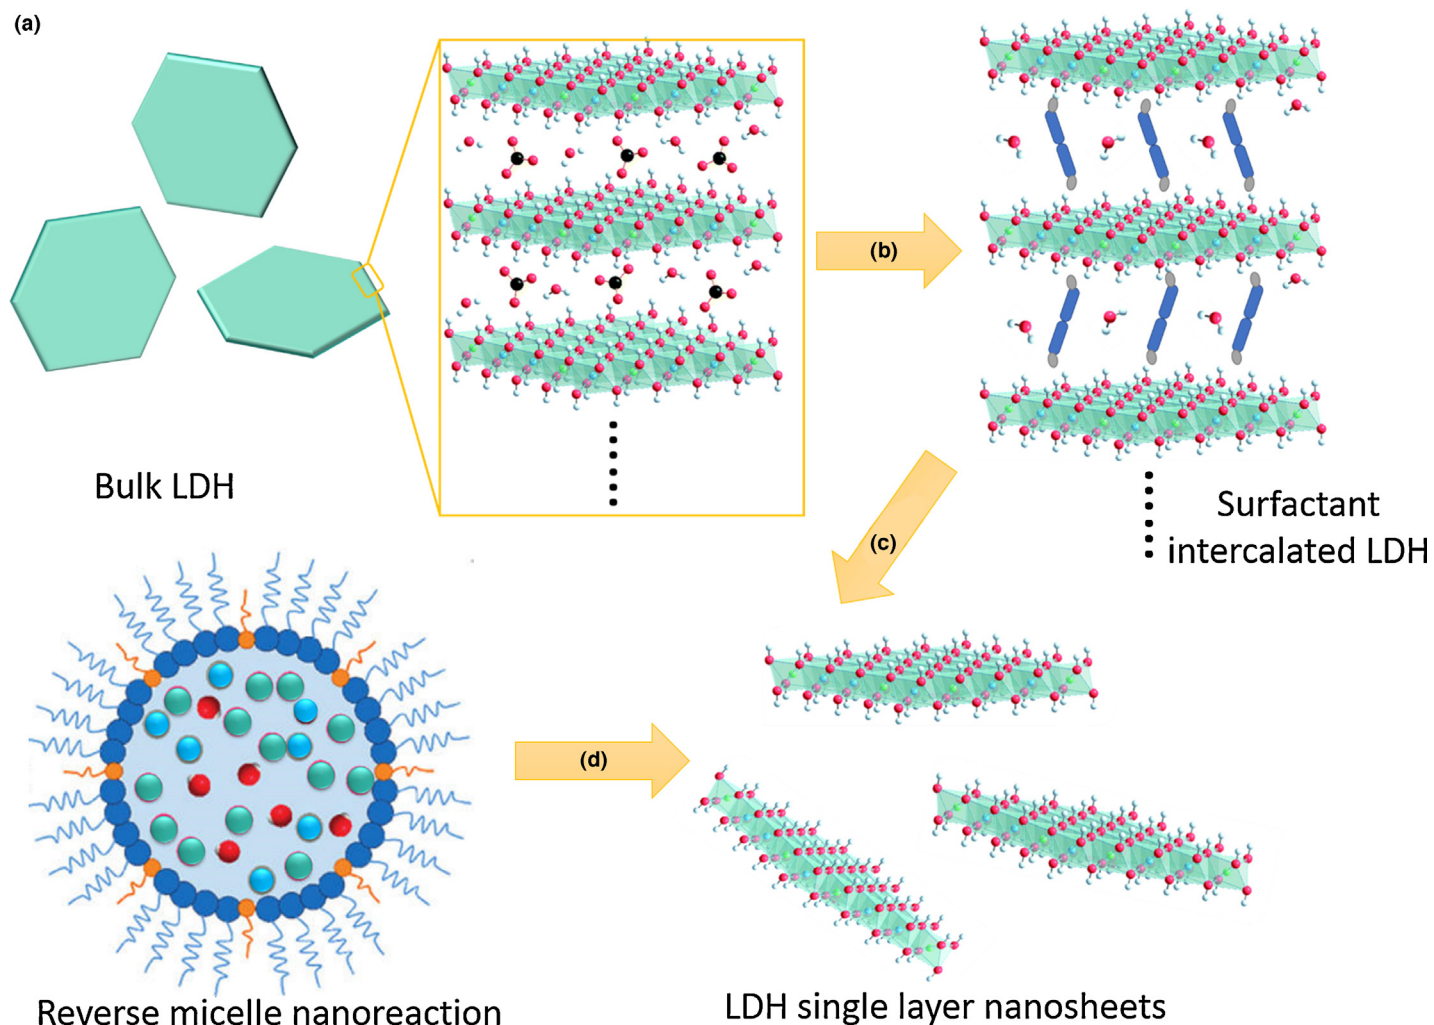 (a)
(b)
Bulk LDH
Surfactant
intercalated LDH
(c)
(d)
Reverse micelle nanoreaction
LDH single layer nanosheets